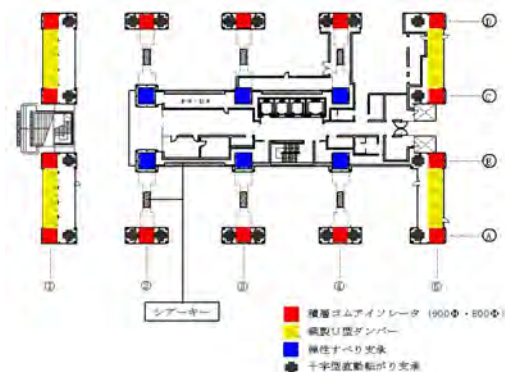 D
C
B
A
① ② ③ ④ ⑤
シアーキー
積層ゴムアイソレータ (900Φ・800Φ)
鋼製U型ダンパー
弾性すべり支承
十字型直動転がり支承